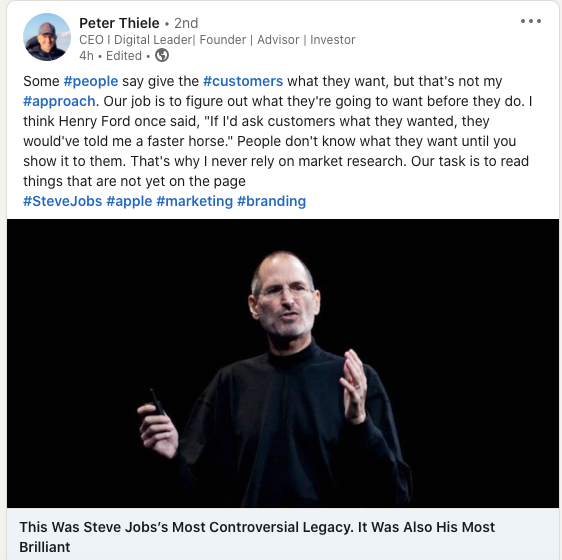 Peter Thiele • 2nd
CEO I Digital Leader| Founder | Advisor | Investor
4h • Edited •
Some #people say give the #customers what they want, but that's not my
#approach. Our job is to figure out what they're going to want before they do. I
think Henry Ford once said, "If I'd ask customers what they wanted, they
would've told me a faster horse." People don't know what they want until you
show it to them. That's why I never rely on market research. Our task is to read
things that are not yet on the page
#SteveJobs #apple #marketing #branding
This Was Steve Jobs's Most Controversial Legacy. It Was Also His Most
Brilliant